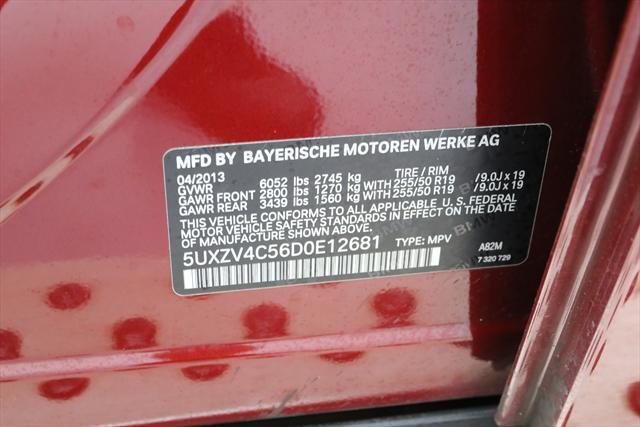 MFD BY BAYERISCHE MOTOREN WERKE AG
04/2013 TIRE / RIM
GVWR 6052 lbs 2745 kg
GAWR FRONT 2800 lbs 1270 kg WITH 255/50 R19 /9.0J x 19
GAWR REAR 3439 lbs 1560 kg WITH 255/50 R19 /9.0J x 19
THIS VEHICLE CONFORMS TO ALL APPLICABLE U.S. FEDERAL
MOTOR VEHICLE SAFETY STANDARDS IN EFFECT ON THE DATE OF
MANUFACTURE SHOWN ABOVE.
5UXZV4C56D0E12681 TYPE: MPV A82M
7 320 729